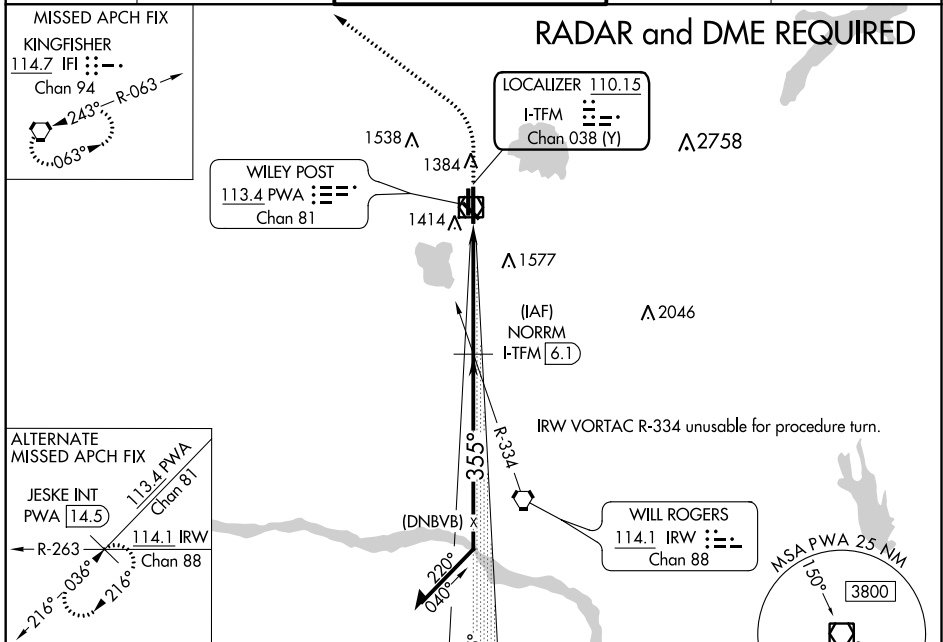 RADAR and DME REQUIRED
MISSED APCH FIX
KINGFISHER
114.7 IFI
Chan 94
R-063
243°
063°
LOCALIZER 110.15
I-TFM
Chan 038 (Y)
1538
1384
2758
WILEY POST
113.4 PWA
Chan 81
1414
1577
(IAF)
NORRM
I-TFM 6.1
2046
IRW VORTAC R-334 unusable for procedure turn.
R-334
355°
ALTERNATE
MISSED APCH FIX
JESKE INT
PWA 14.5
113.4 PWA
Chan 81
114.1 IRW
Chan 88
R-263
036°
216°
216°
(DNBVB)
220°
040°
WILL ROGERS
114.1 IRW
Chan 88
MSA PWA 25 NM
150°
3800